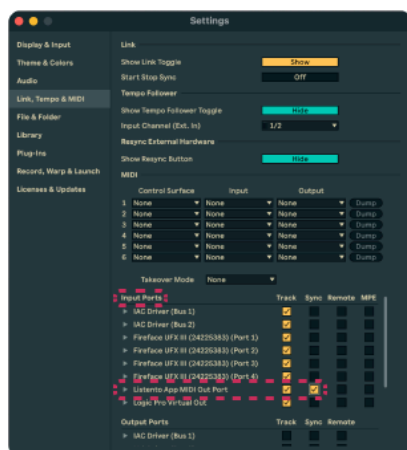 Settings
Display & Input
Theme & Colors
Audio
Link, Tempo & MIDI
File & Folder
Library
Plug-Ins
Record, Warp & Launch
Licenses & Updates
Link
Show Link Toggle Show
Start Stop Sync Off
Tempo Follower
Show Tempo Follower Toggle Hide
Input Channel (Ext. In) 1/2
Resync External Hardware
Show Resync Button Hide
MIDI
Control Surface Input Output
1 None None None Dump
2 None None None Dump
3 None None None Dump
4 None None None Dump
5 None None None Dump
6 None None None Dump
Takeover Mode None
Input Ports Track Sync Remote MPE
IAC Driver (Bus 1)
IAC Driver (Bus 2)
Fireface UFX III (24225383) (Port 1)
Fireface UFX III (24225383) (Port 2)
Fireface UFX III (24225383) (Port 3)
Fireface UFX III (24225383) (Port 4)
Listento App MIDI Out Port
Logic Pro Virtual Out
Output Ports Track Sync Remote
IAC Driver (Bus 1)